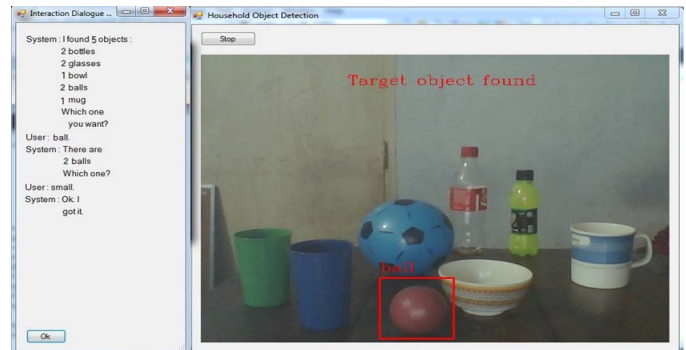 Interaction Dialogue ...
System : I found 5 objects :
2 bottles
2 glasses
1 bowl
2 balls
1 mug
Which one
you want?
User : ball.
System : There are
2 balls
Which one?
User : small.
System : Ok. I
got it.
Ok
Household Object Detection
Stop
Target object found
ball